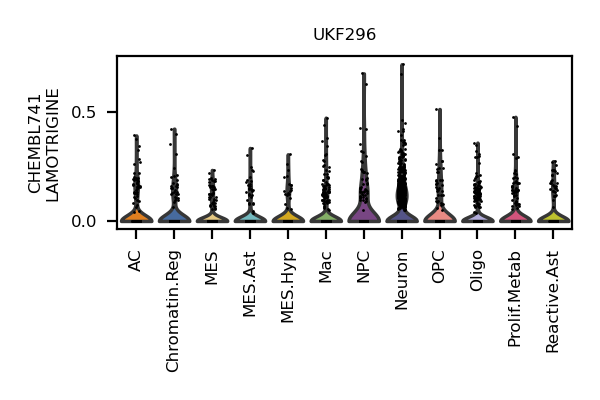 UKF296
CHEMBL741
LAMOTRIGINE
0.5
0.0
AC
Chromatin.Reg
MES
MES.Ast
MES.Hyp
Mac
NPC
Neuron
OPC
Oligo
Prolif.Metab
Reactive.Ast